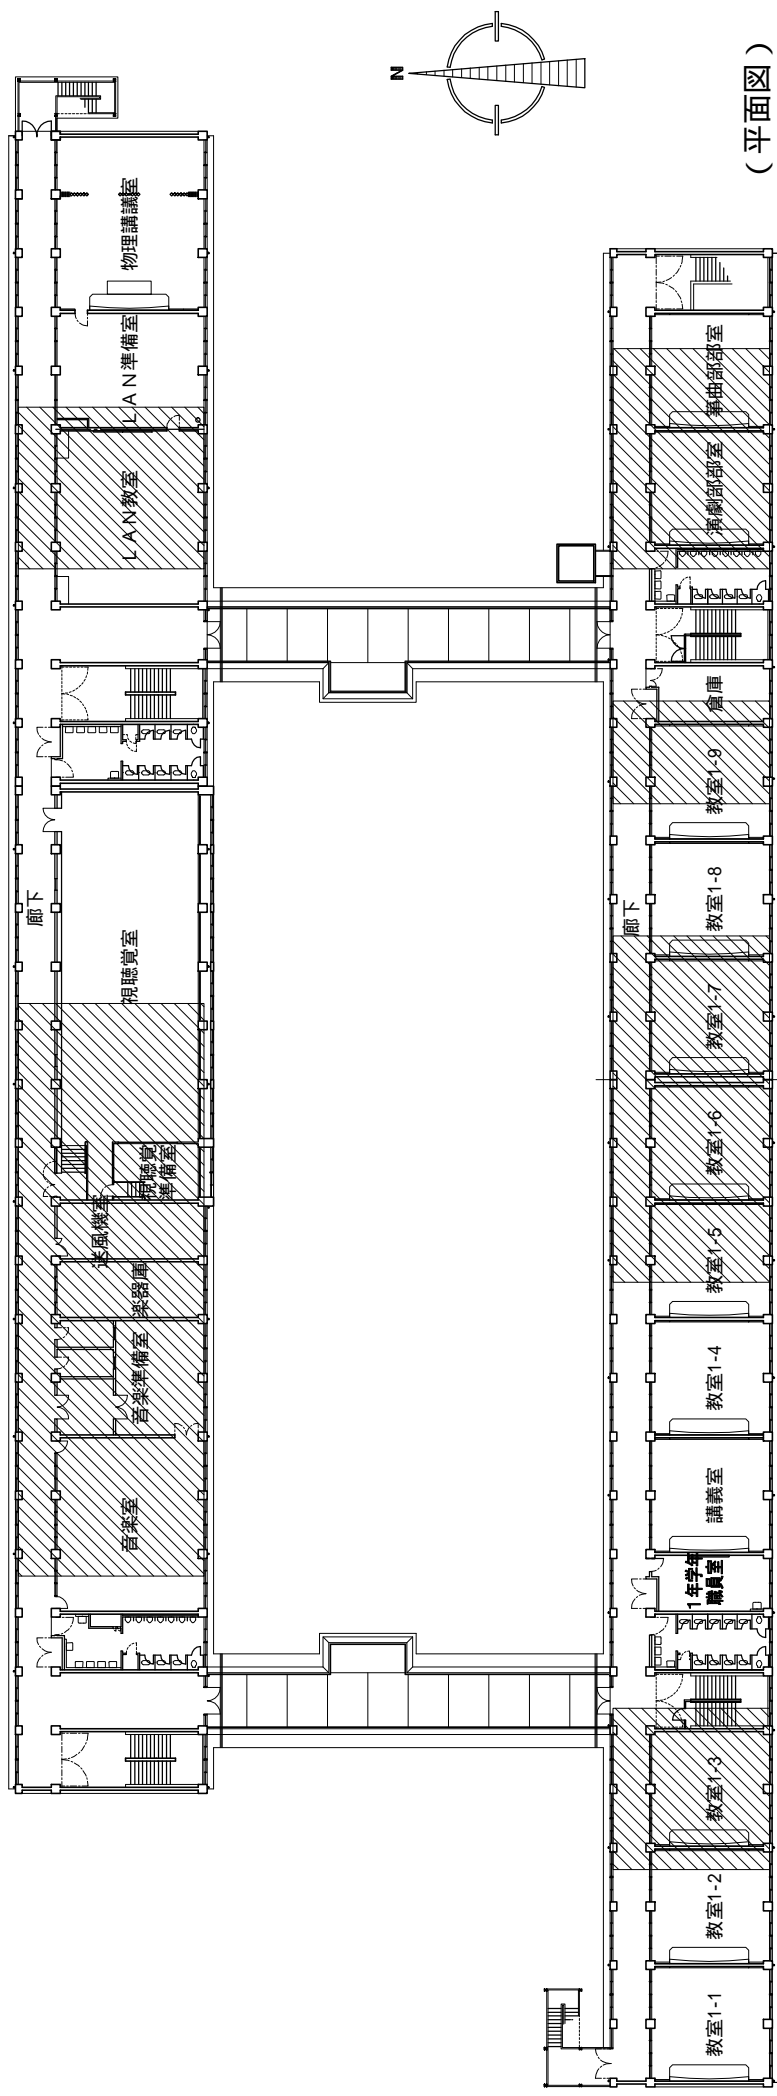 （平面図）
N
物理講議室
LAN準備室
LAN教室
廊下
視聴覚室
視聴覚
準備室
送風機室
楽器庫
音楽準備室
音楽室
箏曲部部室
演劇部部室
倉庫
教室1-9
教室1-8
廊下
教室1-7
教室1-6
教室1-5
教室1-4
講義室
1年学年
職員室
教室1-3
教室1-2
教室1-1